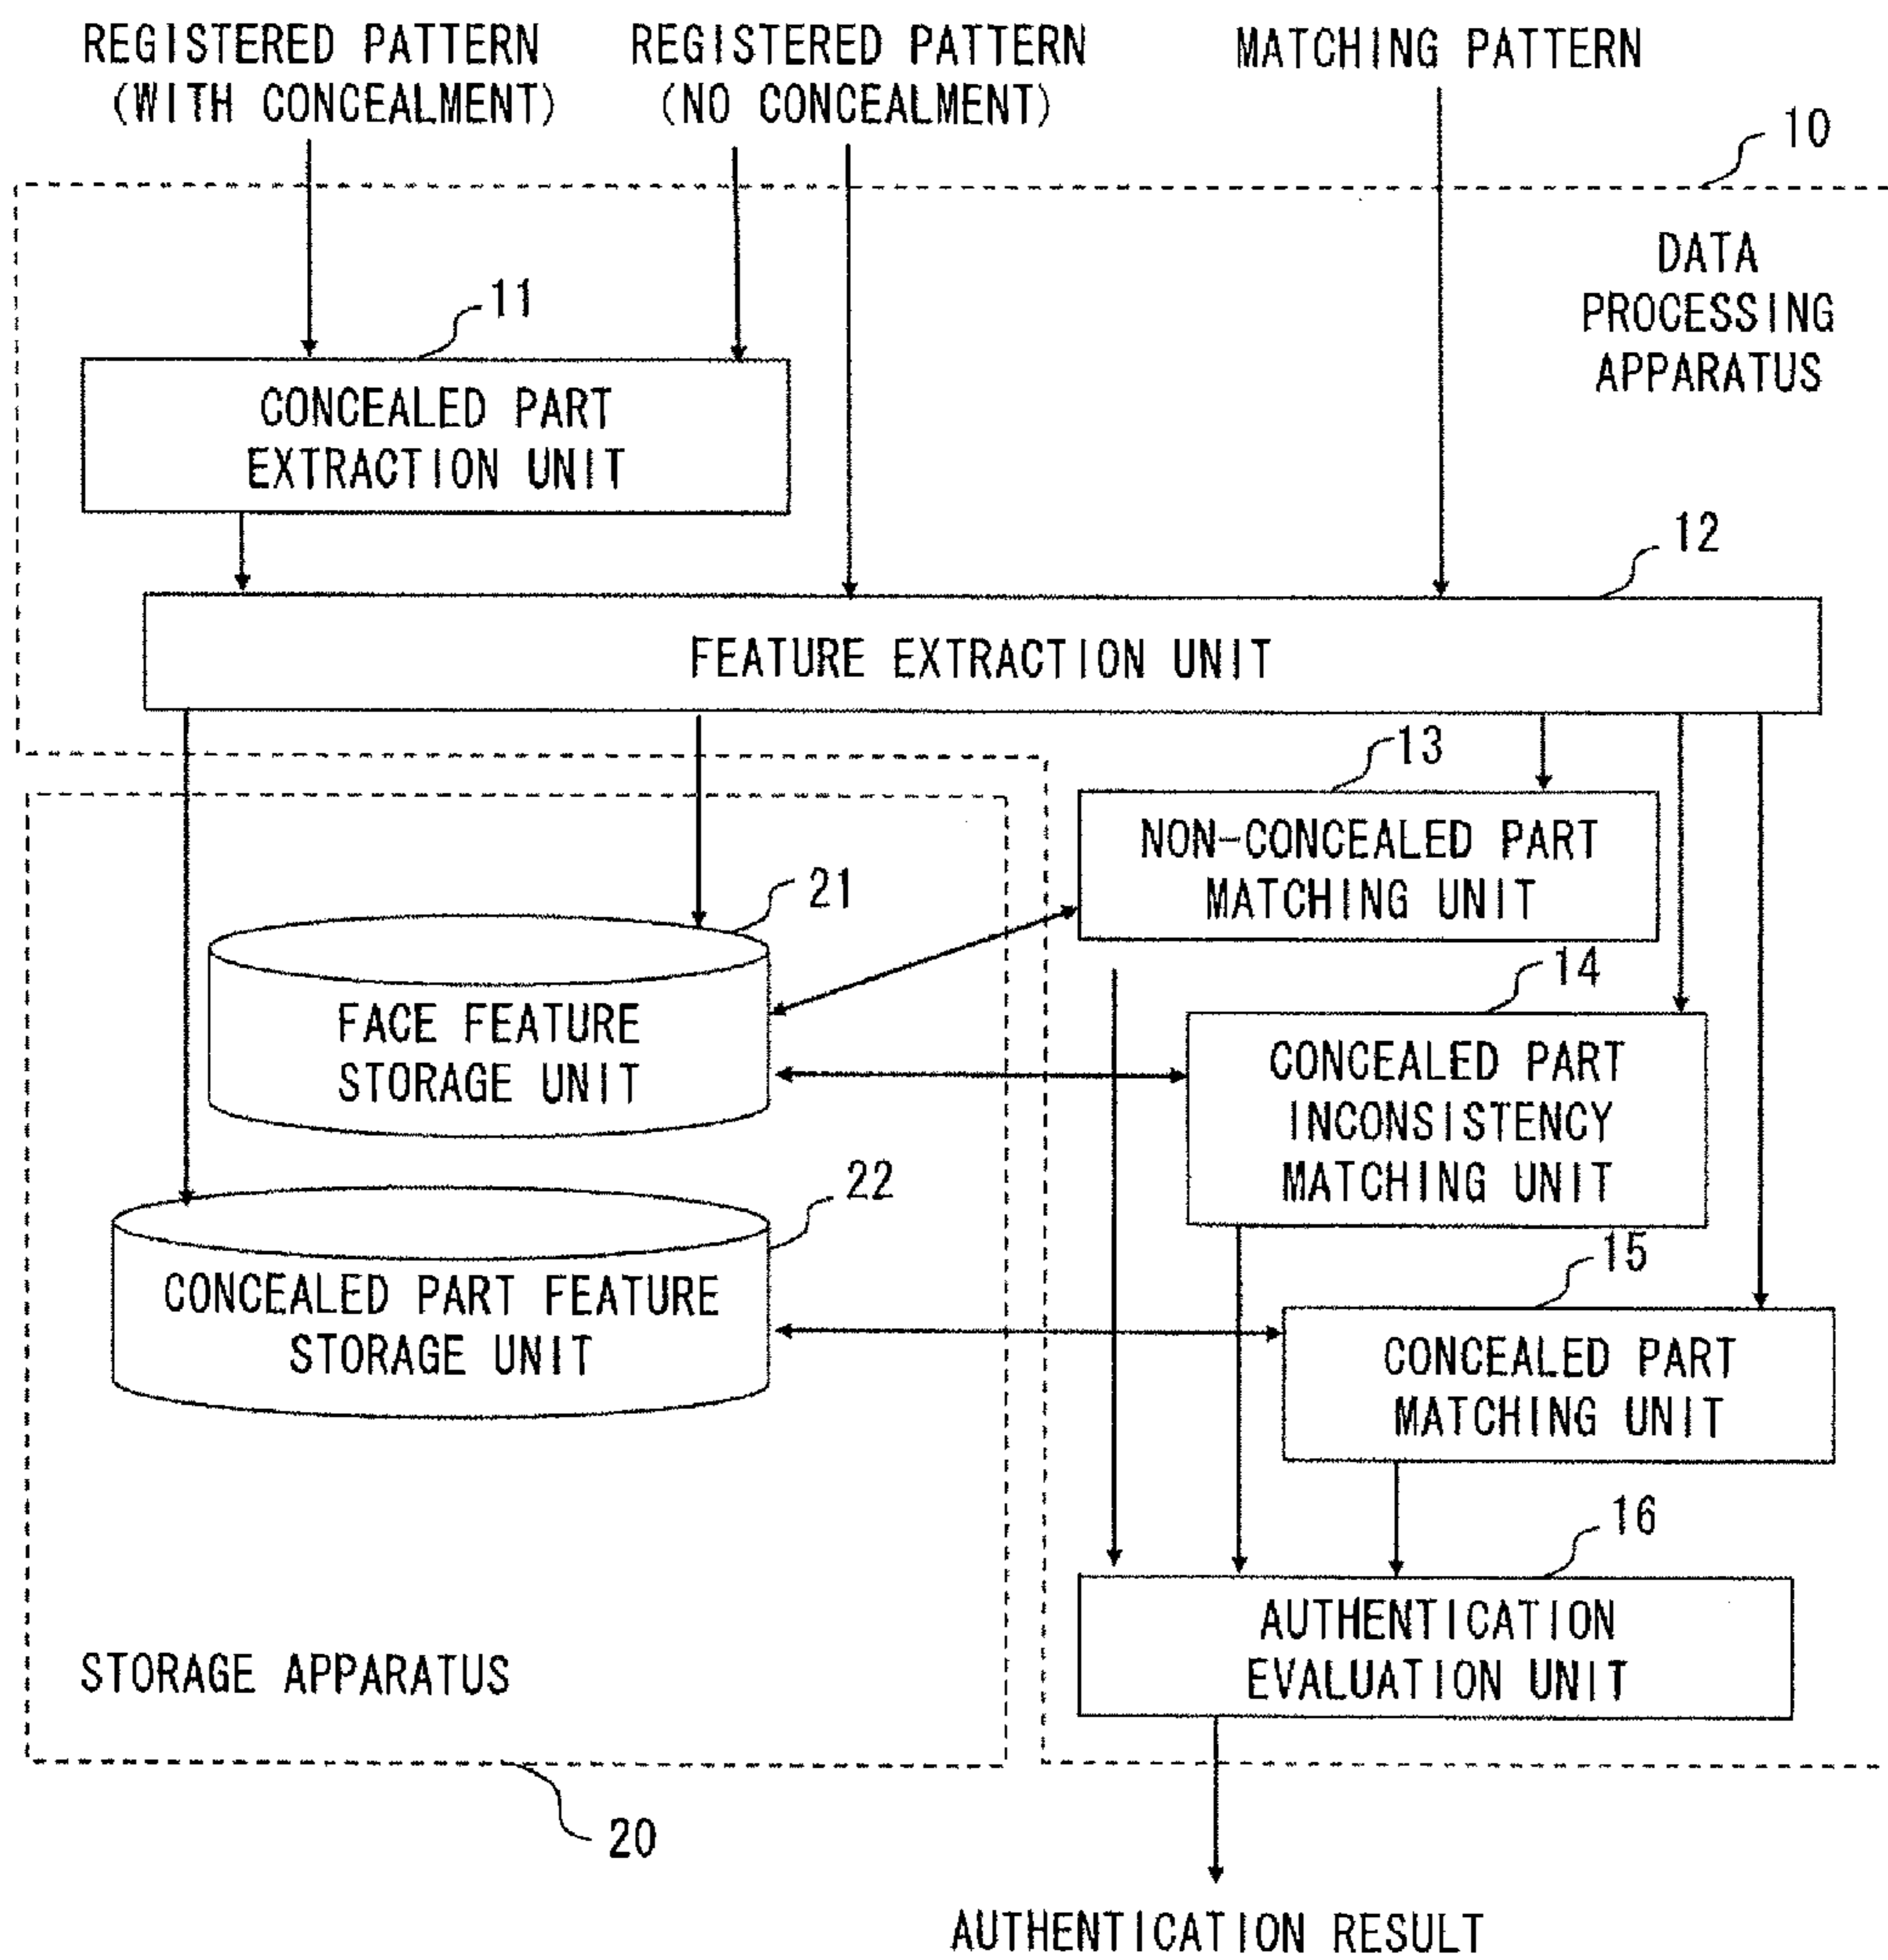 REGISTERED PATTERN
(WITH CONCEALMENT)
REGISTERED PATTERN
(NO CONCEALMENT)
MATCHING PATTERN
10
DATA
PROCESSING
APPARATUS
11
CONCEALED PART
EXTRACTION UNIT
12
FEATURE EXTRACTION UNIT
13
NON-CONCEALED PART
MATCHING UNIT
21
FACE FEATURE
STORAGE UNIT
14
CONCEALED PART
INCONSISTENCY
MATCHING UNIT
22
CONCEALED PART FEATURE
STORAGE UNIT
15
CONCEALED PART
MATCHING UNIT
16
AUTHENTICATION
EVALUATION UNIT
STORAGE APPARATUS
20
AUTHENTICATION RESULT